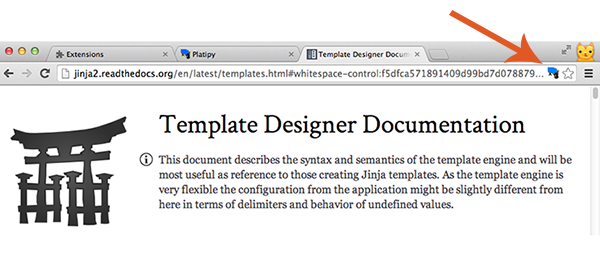 Extensions
Platipy
Template Designer Docum
jinja2.readthedocs.org/en/latest/templates.html#whitespace-control:f5dfca571891409d99bd7d078879...
Template Designer Documentation
This document describes the syntax and semantics of the template engine and will be
most useful as reference to those creating Jinja templates. As the template engine is
very flexible the configuration from the application might be slightly different from
here in terms of delimiters and behavior of undefined values.